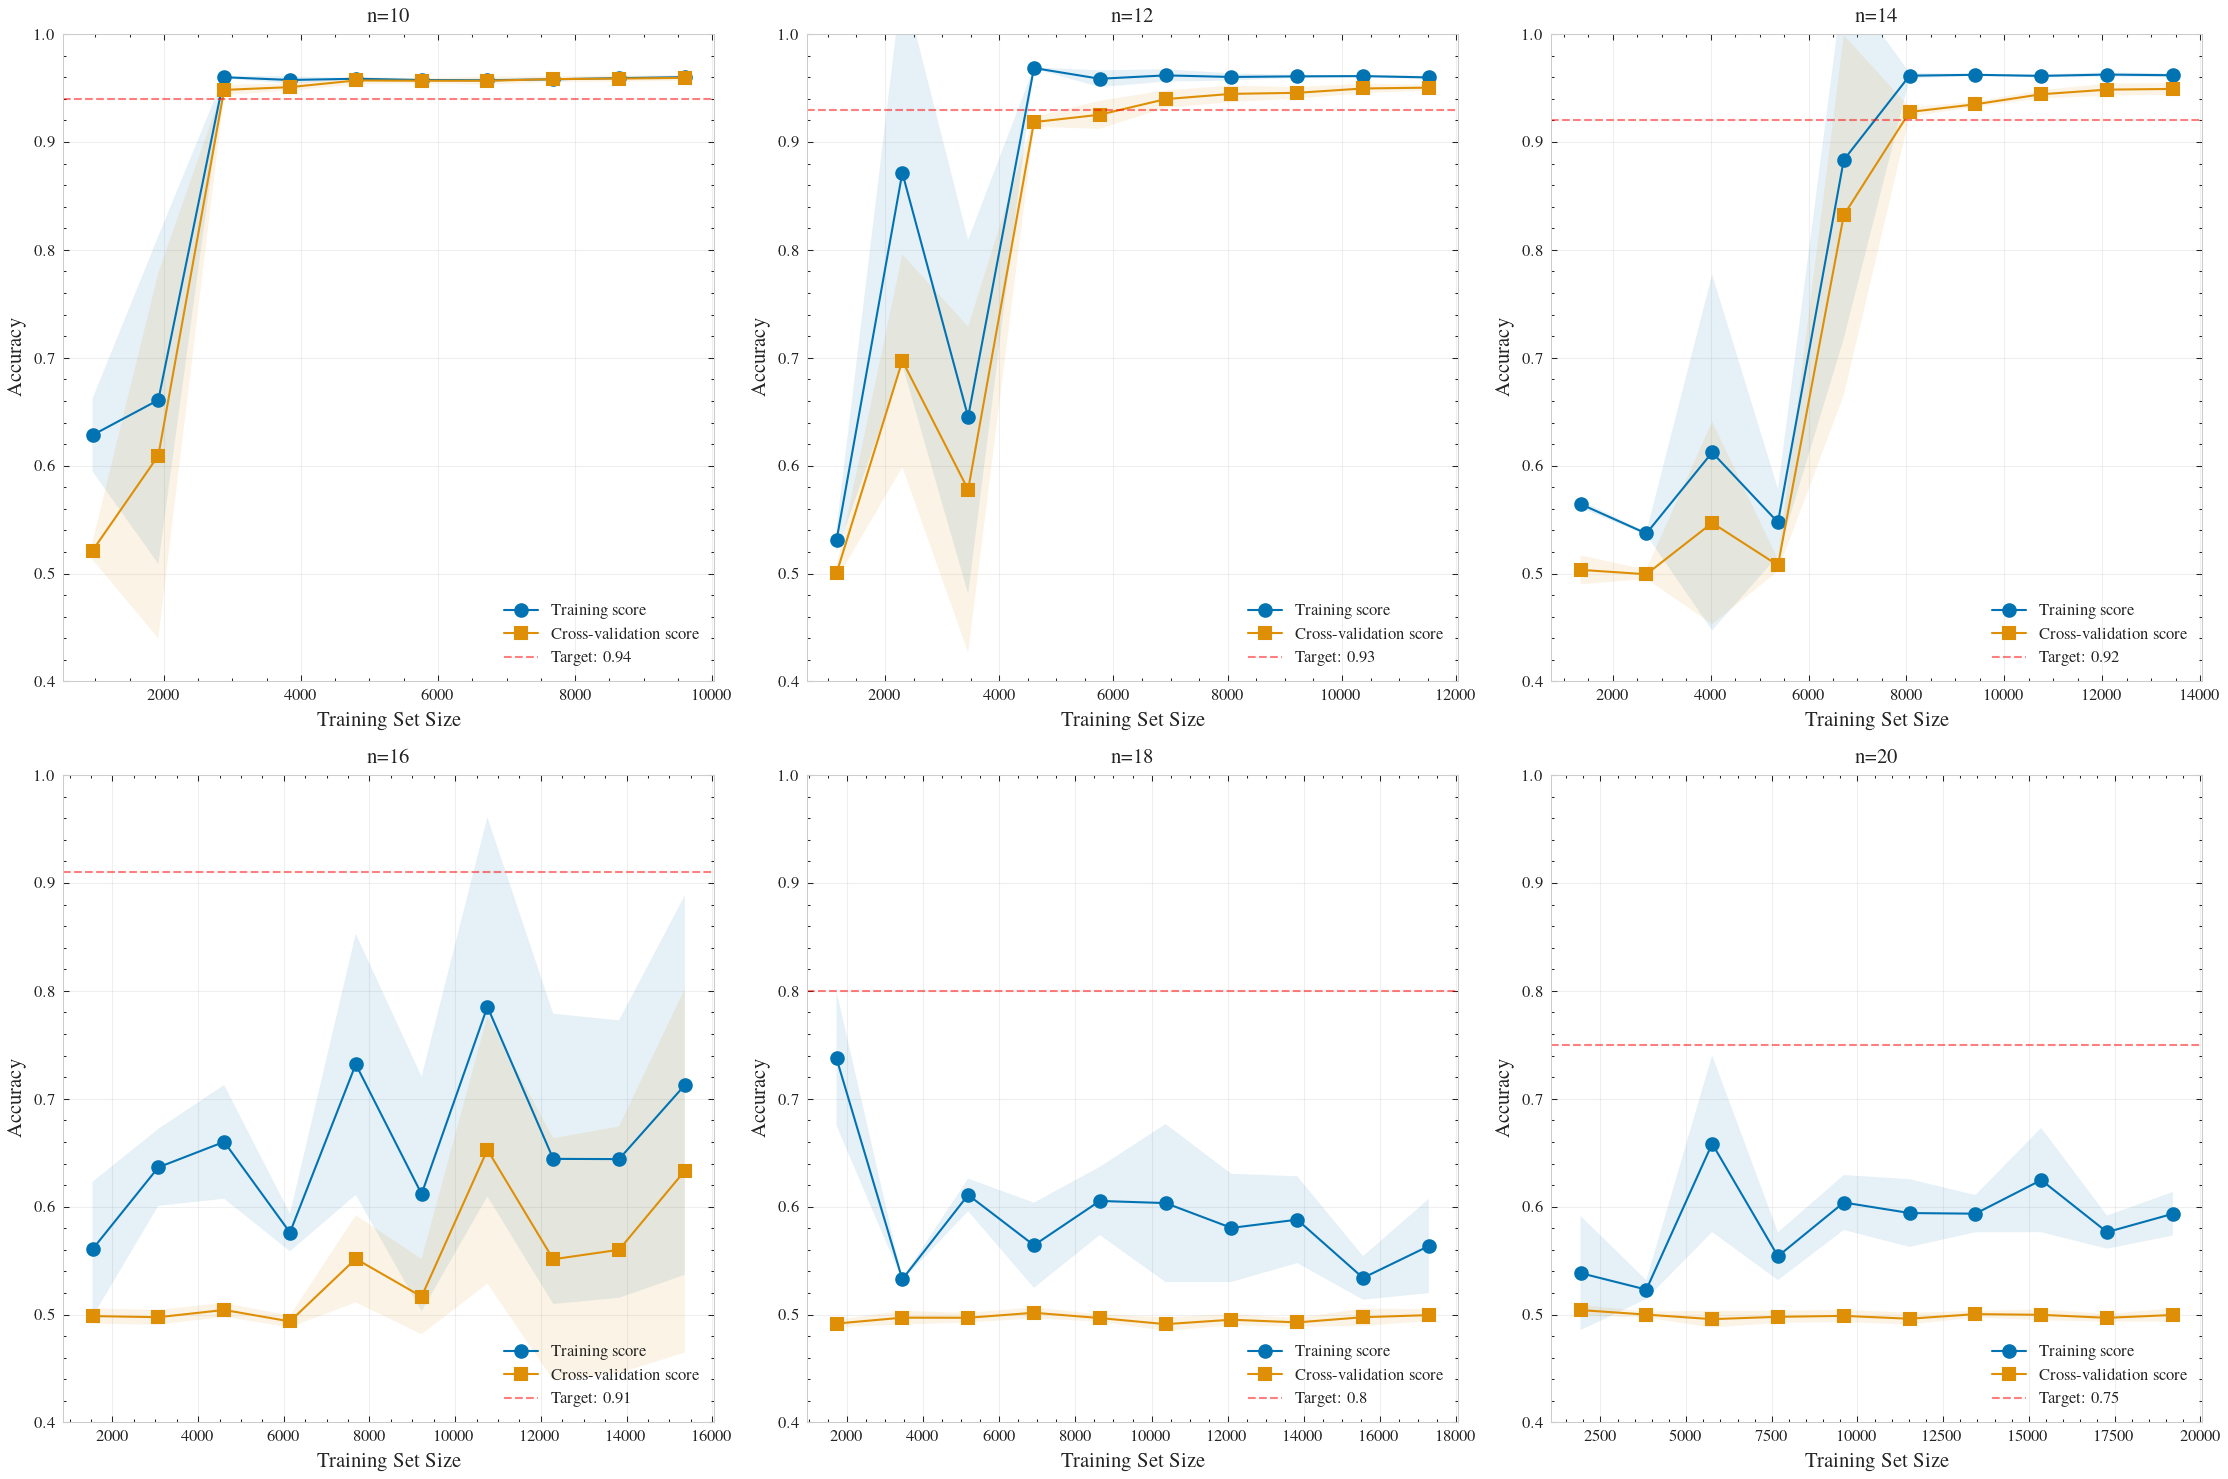 n=10
1.0
0.9
0.8
0.7
0.6
0.5
0.4
Accuracy
2000 4000 6000 8000 10000
Training Set Size
Training score
Cross-validation score
Target: 0.94
n=12
1.0
0.9
0.8
0.7
0.6
0.5
0.4
Accuracy
2000 4000 6000 8000 10000 12000
Training Set Size
Training score
Cross-validation score
Target: 0.93
n=14
1.0
0.9
0.8
0.7
0.6
0.5
0.4
Accuracy
2000 4000 6000 8000 10000 12000 14000
Training Set Size
Training score
Cross-validation score
Target: 0.92
n=16
1.0
0.9
0.8
0.7
0.6
0.5
0.4
Accuracy
2000 4000 6000 8000 10000 12000 14000 16000
Training Set Size
Training score
Cross-validation score
Target: 0.91
n=18
1.0
0.9
0.8
0.7
0.6
0.5
0.4
Accuracy
2000 4000 6000 8000 10000 12000 14000 16000 18000
Training Set Size
Training score
Cross-validation score
Target: 0.8
n=20
1.0
0.9
0.8
0.7
0.6
0.5
0.4
Accuracy
2500 5000 7500 10000 12500 15000 17500 20000
Training Set Size
Training score
Cross-validation score
Target: 0.75